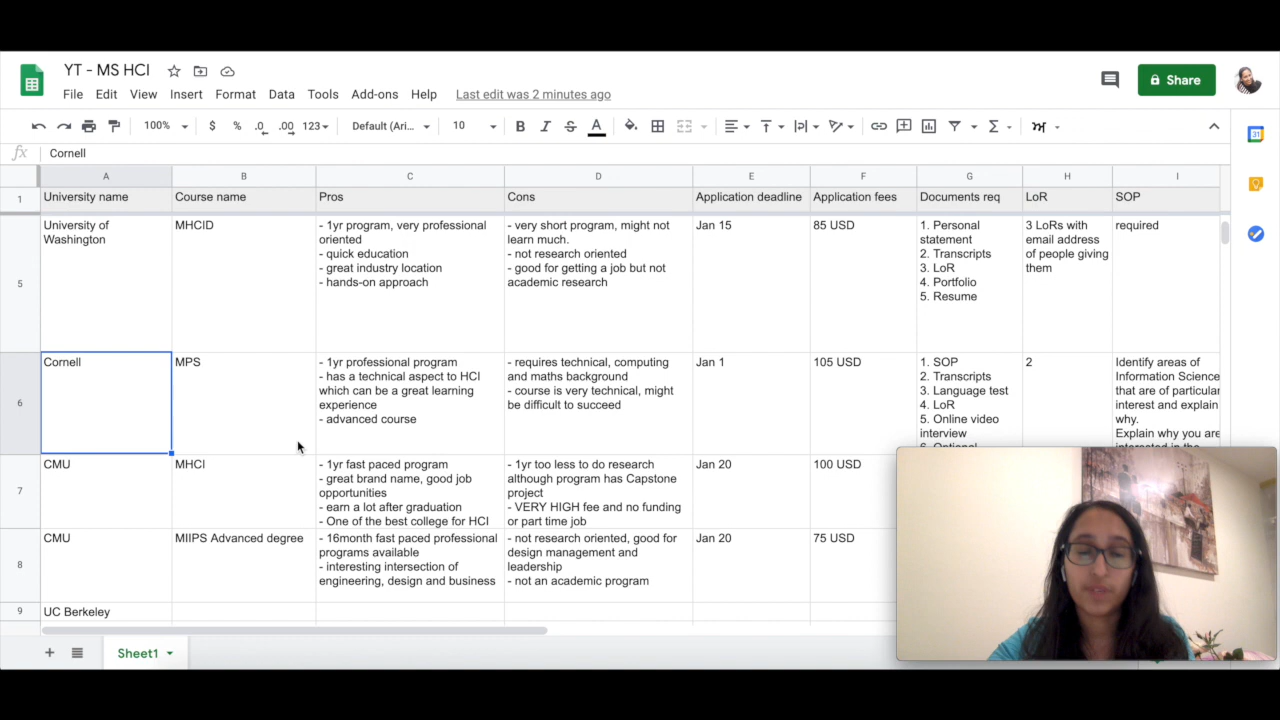 YT - MS HCI
File Edit View Insert Format Data Tools Add-ons Help Last edit was 2 minutes ago
Share
100% $ % .0 .00 123 Default (Ari... 10 B I S A
31
fx Cornell
A B C D E F G H I
1 University name Course name Pros Cons Application deadline Application fees Documents req LoR SOP
5
University of
Washington
MHCID
- 1yr program, very professional
oriented
- quick education
- great industry location
- hands-on approach
- very short program, might not
learn much.
- not research oriented
- good for getting a job but not
academic research
Jan 15
85 USD
1. Personal
statement
2. Transcripts
3. LoR
4. Portfolio
5. Resume
3 LoRs with
email address
of people giving
them
required
6
Cornell
MPS
- 1yr professional program
- has a technical aspect to HCI
which can be a great learning
experience
- advanced course
- requires technical, computing
and maths background
- course is very technical, might
be difficult to succeed
Jan 1
105 USD
1. SOP
2. Transcripts
3. Language test
4. LoR
5. Online video
interview
6. Optional
2
Identify areas of
Information Science
that are of particular
interest and explain
why.
Explain why you are
interested in the
7
CMU
MHCI
- 1yr fast paced program
- great brand name, good job
opportunities
- earn a lot after graduation
- One of the best college for HCI
- 1yr too less to do research
although program has Capstone
project
- VERY HIGH fee and no funding
or part time job
Jan 20
100 USD
8
CMU
MIIPS Advanced degree
- 16month fast paced professional
programs available
- interesting intersection of
engineering, design and business
- not research oriented, good for
design management and
leadership
- not an academic program
Jan 20
75 USD
9
UC Berkeley
Sheet1